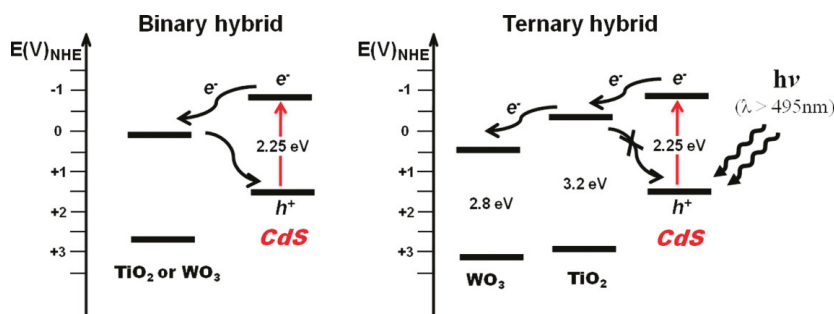 Binary hybrid
E(V)NHE
-1
0
+1
+2
+3
e-
e-
2.25 eV
h+
CdS
TiO2 or WO3
Ternary hybrid
E(V)NHE
-1
0
+1
+2
+3
e-
e-
e-
hν
(λ > 495nm)
2.25 eV
3.2 eV
2.8 eV
h+
CdS
WO3
TiO2